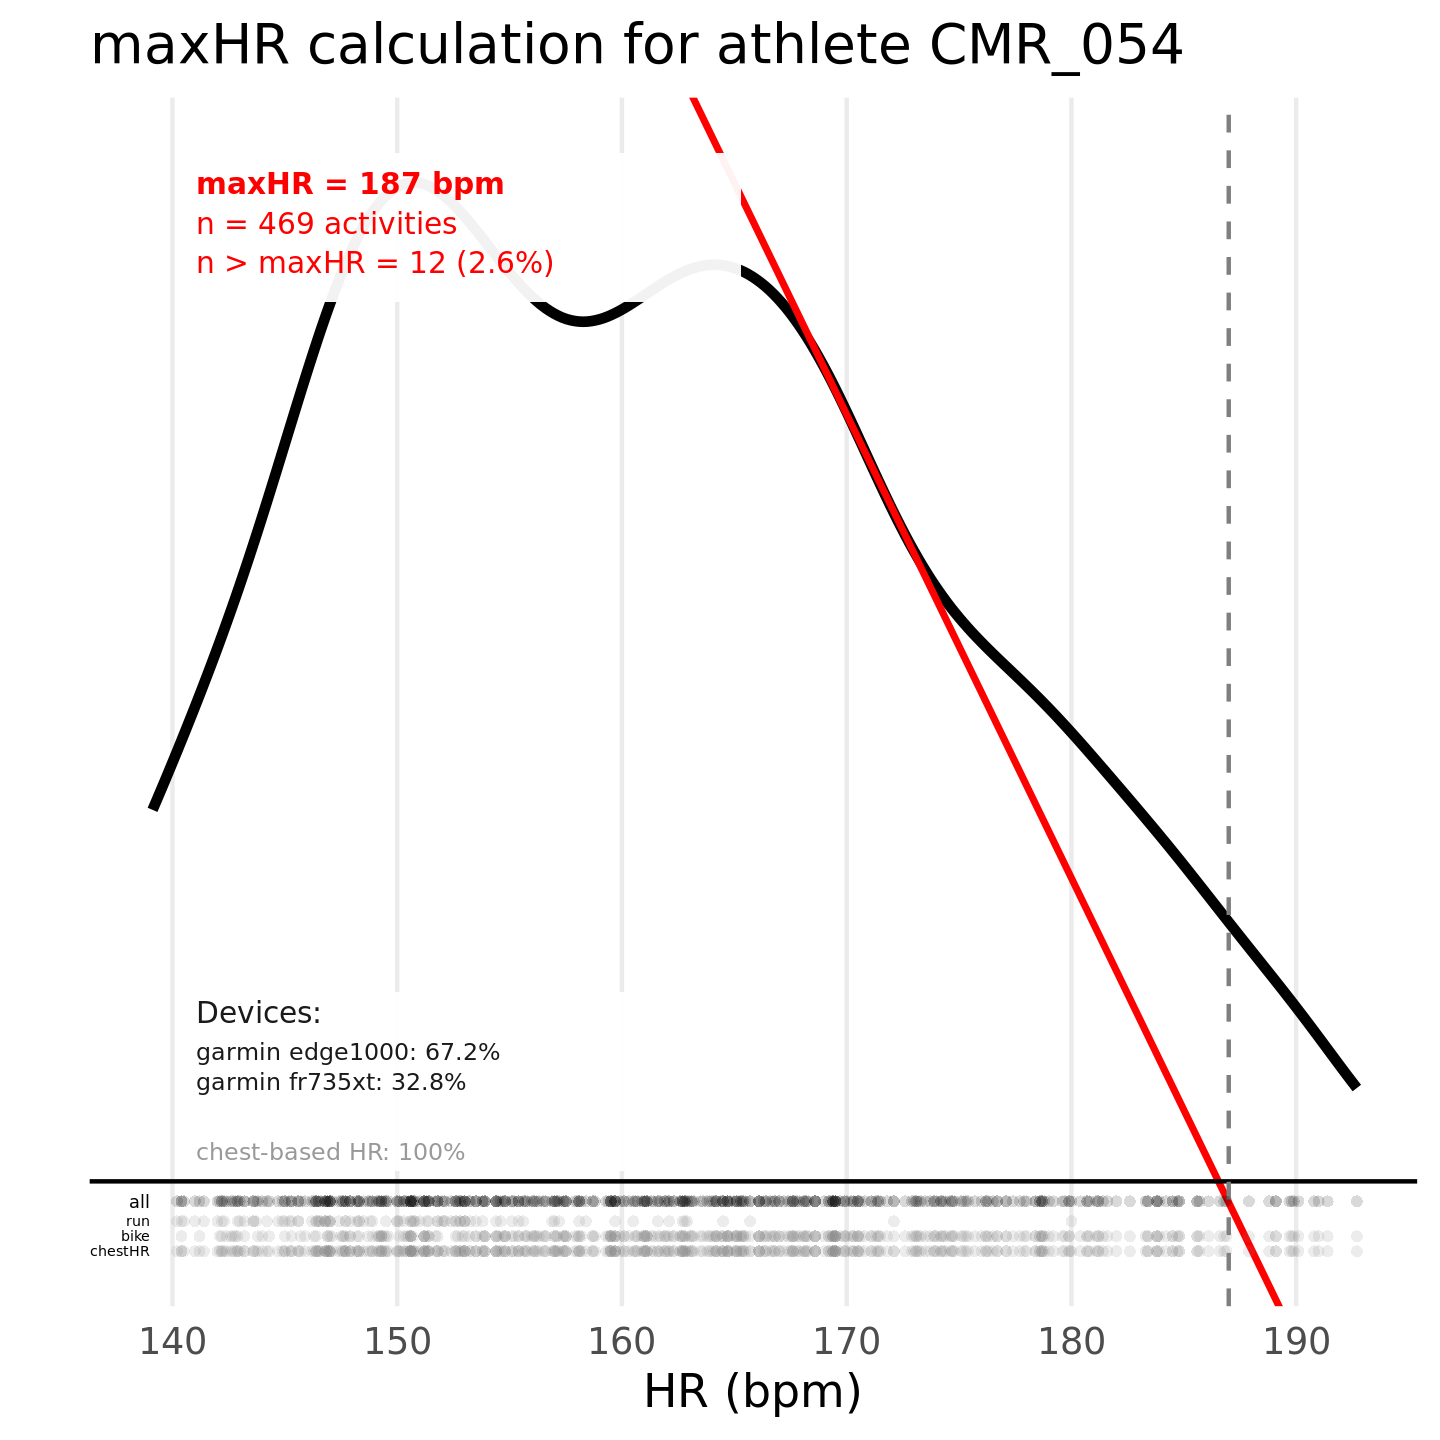 maxHR calculation for athlete CMR_054
maxHR = 187 bpm
n = 469 activities
n > maxHR = 12 (2.6%)
Devices:
garmin edge1000: 67.2%
garmin fr735xt: 32.8%
chest-based HR: 100%
all
run
bike
chestHR
140 150 160 170 180 190
HR (bpm)